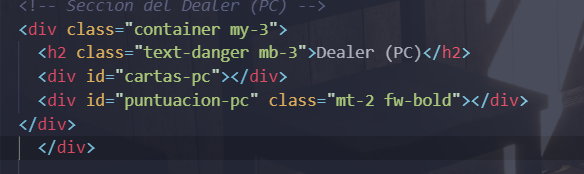 <!-- Seccion del Dealer (PC) -->
<div class="container my-3">
<h2 class="text-danger mb-3">Dealer (PC)</h2>
<div id="cartas-pc"></div>
<div id="puntuacion-pc" class="mt-2 fw-bold"></div>
</div>
</div>